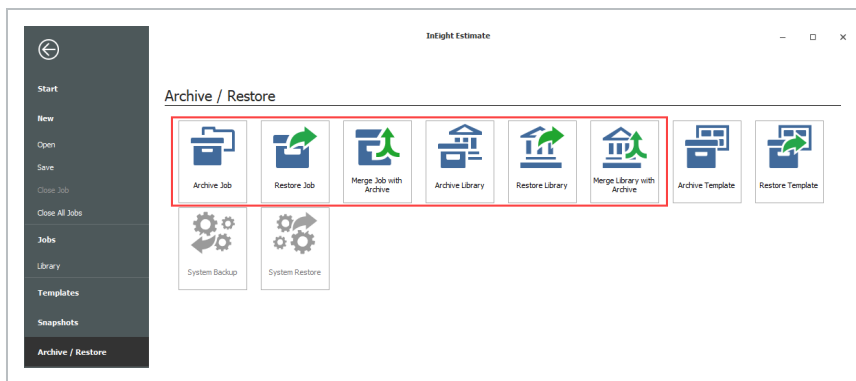 InEight Estimate
Start
New
Open
Save
Close Job
Close All Jobs
Jobs
Library
Templates
Snapshots
Archive / Restore
Archive / Restore
Archive Job
Restore Job
Merge Job with
Archive
Archive Library
Restore Library
Merge Library with
Archive
Archive Template
Restore Template
System Backup
System Restore